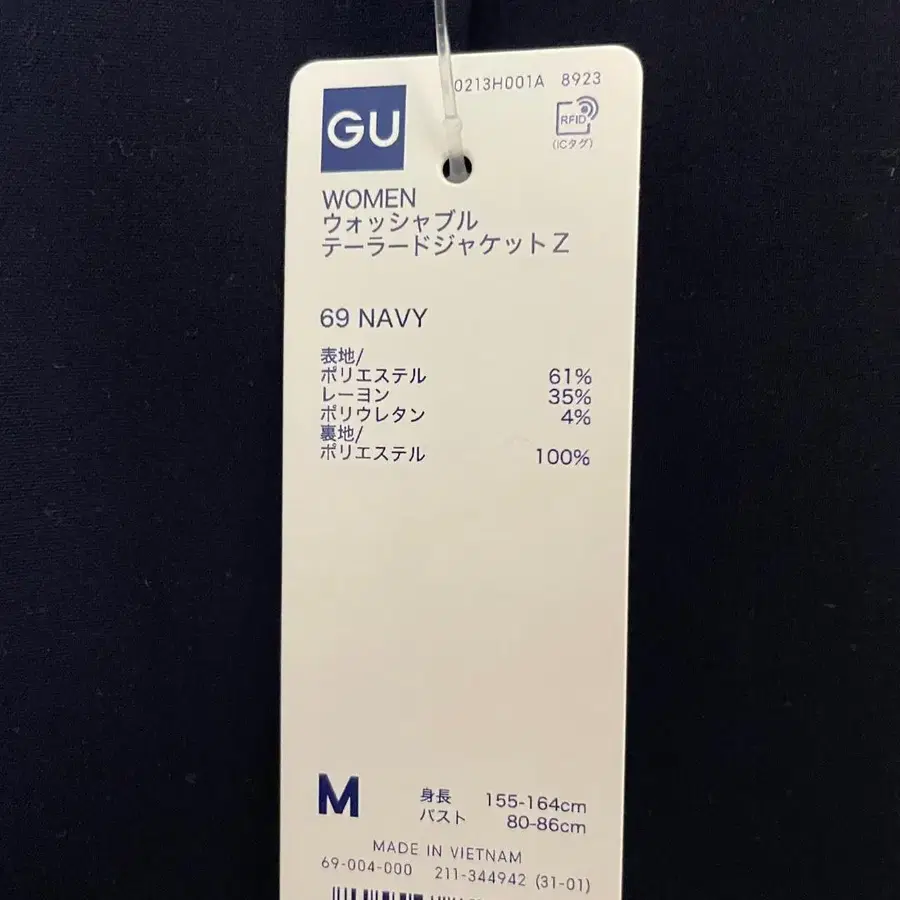 0213H001A 8923
GU
RFID
(ICタグ)
WOMEN
ウォッシャブル
テーラードジャケットZ
69 NAVY
表地/
ポリエステル 61%
レーヨン 35%
ポリウレタン 4%
裏地/
ポリエステル 100%
M
身長 155-164cm
バスト 80-86cm
MADE IN VIETNAM
69-004-000 211-344942 (31-01)